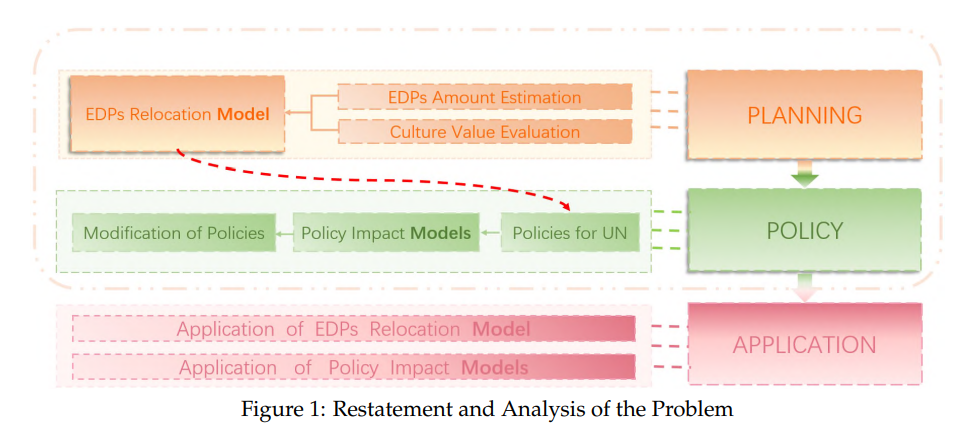 EDPs Relocation Model
EDPs Amount Estimation
Culture Value Evaluation
PLANNING
Modification of Policies
Policy Impact Models
Policies for UN
POLICY
Application of EDPs Relocation Model
Application of Policy Impact Models
APPLICATION
Figure 1: Restatement and Analysis of the Problem